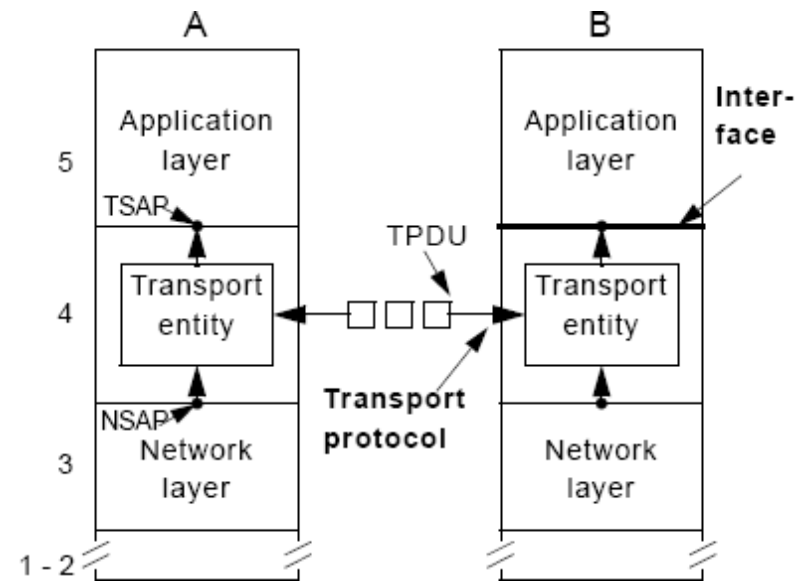 A
B
Application
layer
Application
layer
Inter-
face
5
TSAP
TPDU
Transport
entity
Transport
entity
4
Transport
protocol
NSAP
Network
layer
Network
layer
3
1 - 2